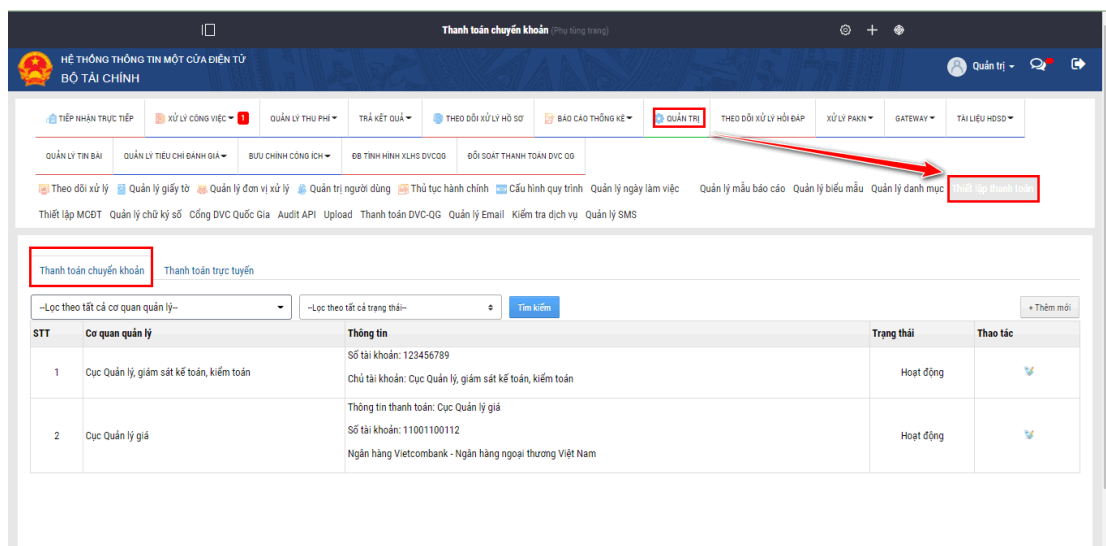 Thanh toán chuyển khoản (Phụ tùng trang)
HỆ THỐNG THÔNG TIN MỘT CỬA ĐIỆN TỬ
BỘ TÀI CHÍNH
Quản trị
TIẾP NHẬN TRỰC TIẾP XỬ LÝ CÔNG VIỆC 1 QUẢN LÝ THU PHÍ TRẢ KẾT QUẢ THEO DÕI XỬ LÝ HỒ SƠ BÁO CÁO THỐNG KÊ QUẢN TRỊ THEO DÕI XỬ LÝ HỎI ĐÁP XỬ LÝ PAKN GATEWAY TÀI LIỆU HDSD
QUẢN LÝ TIN BÀI QUẢN LÝ TIÊU CHÍ ĐÁNH GIÁ BƯU CHÍNH CÔNG ÍCH ĐB TÌNH HÌNH XLHS DVCQG ĐỐI SOÁT THANH TOÁN DVC QG
Theo dõi xử lý Quản lý giấy tờ Quản lý đơn vị xử lý Quản trị người dùng Thủ tục hành chính Cấu hình quy trình Quản lý ngày làm việc Quản lý mẫu báo cáo Quản lý biểu mẫu Quản lý danh mục Thiết lập thanh toán
Thiết lập MCĐT Quản lý chữ ký số Cổng DVC Quốc Gia Audit API Upload Thanh toán DVC-QG Quản lý Email Kiểm tra dịch vụ Quản lý SMS
Thanh toán chuyển khoản Thanh toán trực tuyến
--Lọc theo tất cả cơ quan quản lý-- --Lọc theo tất cả trạng thái-- Tìm kiếm + Thêm mới
STT Cơ quan quản lý Thông tin Trạng thái Thao tác
1 Cục Quản lý, giám sát kế toán, kiểm toán Số tài khoản: 123456789 Hoạt động
Chủ tài khoản: Cục Quản lý, giám sát kế toán, kiểm toán
Thông tin thanh toán: Cục Quản lý giá
2 Cục Quản lý giá Số tài khoản: 11001100112 Hoạt động
Ngân hàng Vietcombank - Ngân hàng ngoại thương Việt Nam